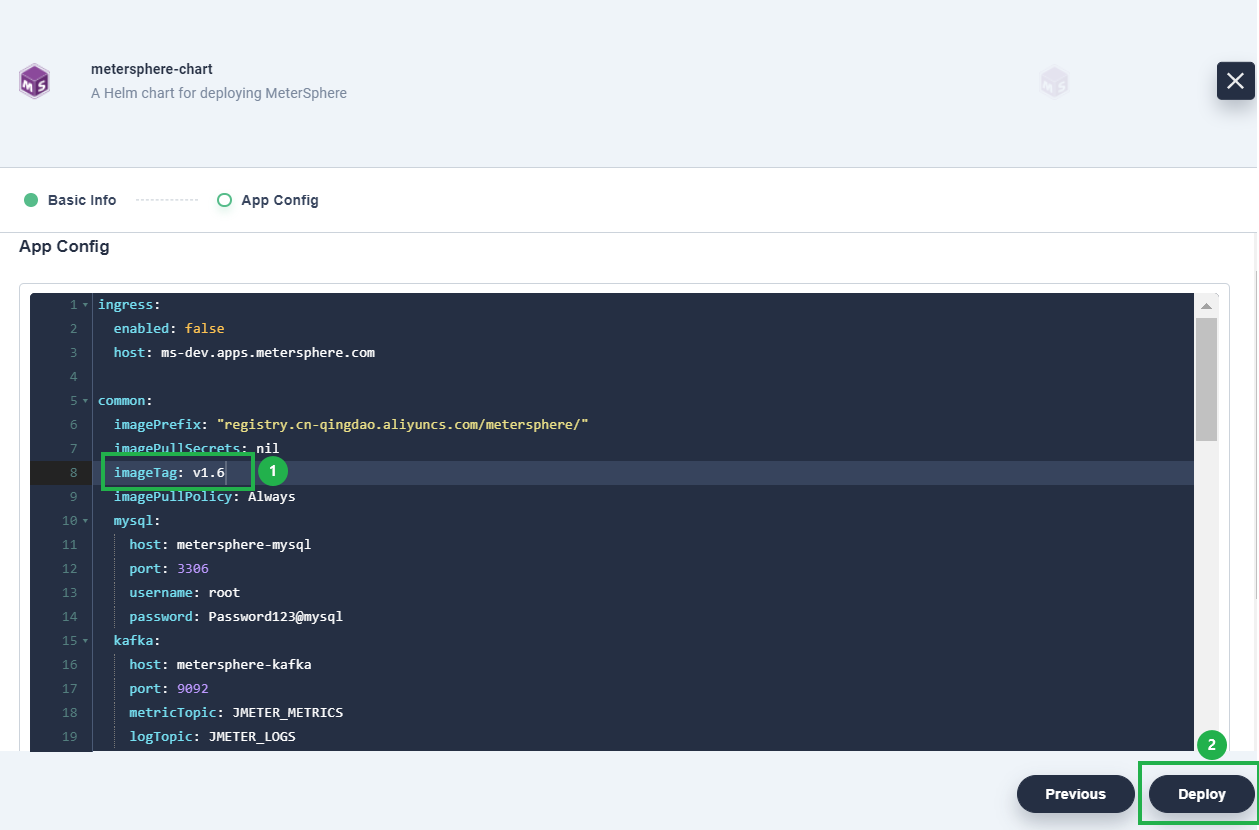 metersphere-chart
A Helm chart for deploying MeterSphere
MS
MS
Basic Info
App Config
App Config
1 ingress:
2 enabled: false
3 host: ms-dev.apps.metersphere.com
4
5 common:
6 imagePrefix: "registry.cn-qingdao.aliyuncs.com/metersphere/"
7 imagePullSecrets: nil
8 imageTag: v1.6
1
9 imagePullPolicy: Always
10 mysql:
11 host: metersphere-mysql
12 port: 3306
13 username: root
14 password: Password123@mysql
15 kafka:
16 host: metersphere-kafka
17 port: 9092
18 metricTopic: JMETER_METRICS
19 logTopic: JMETER_LOGS
2
Previous
Deploy